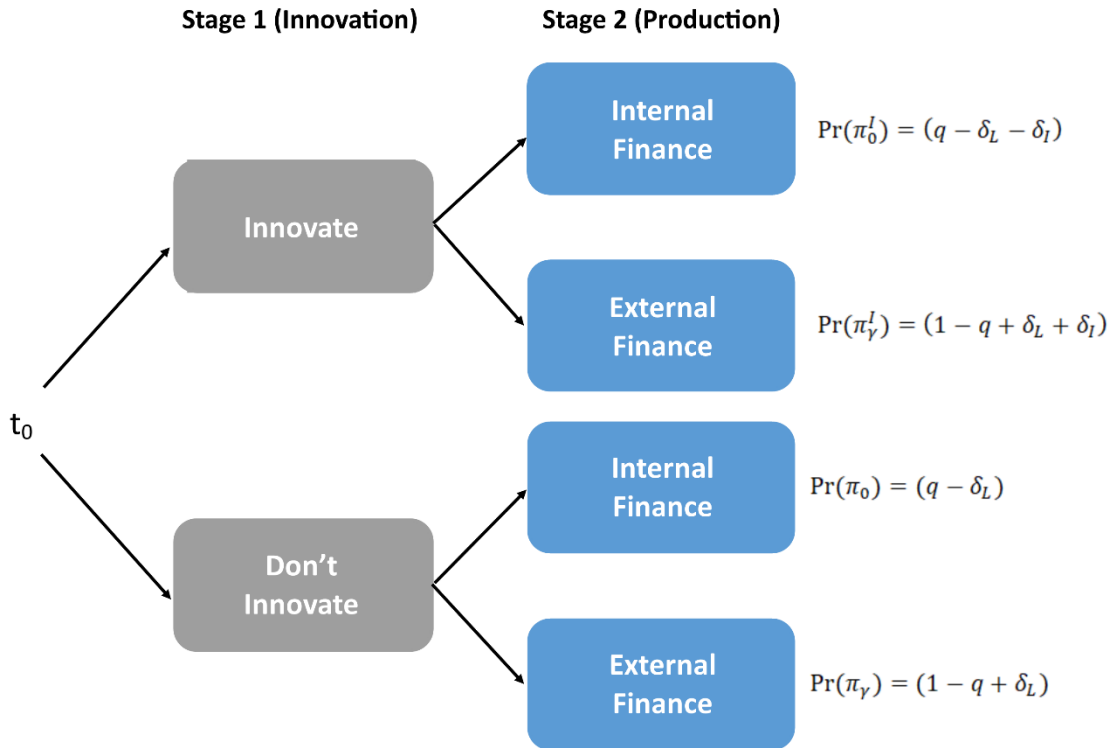 Stage 1 (Innovation)
Stage 2 (Production)
Internal
Finance
Pr(π₀ᴵ) = (q − δ_L − δ_I)
Innovate
External
Finance
Pr(π_γᴵ) = (1 − q + δ_L + δ_I)
t₀
Internal
Finance
Pr(π₀) = (q − δ_L)
Don’t
Innovate
External
Finance
Pr(π_γ) = (1 − q + δ_L)